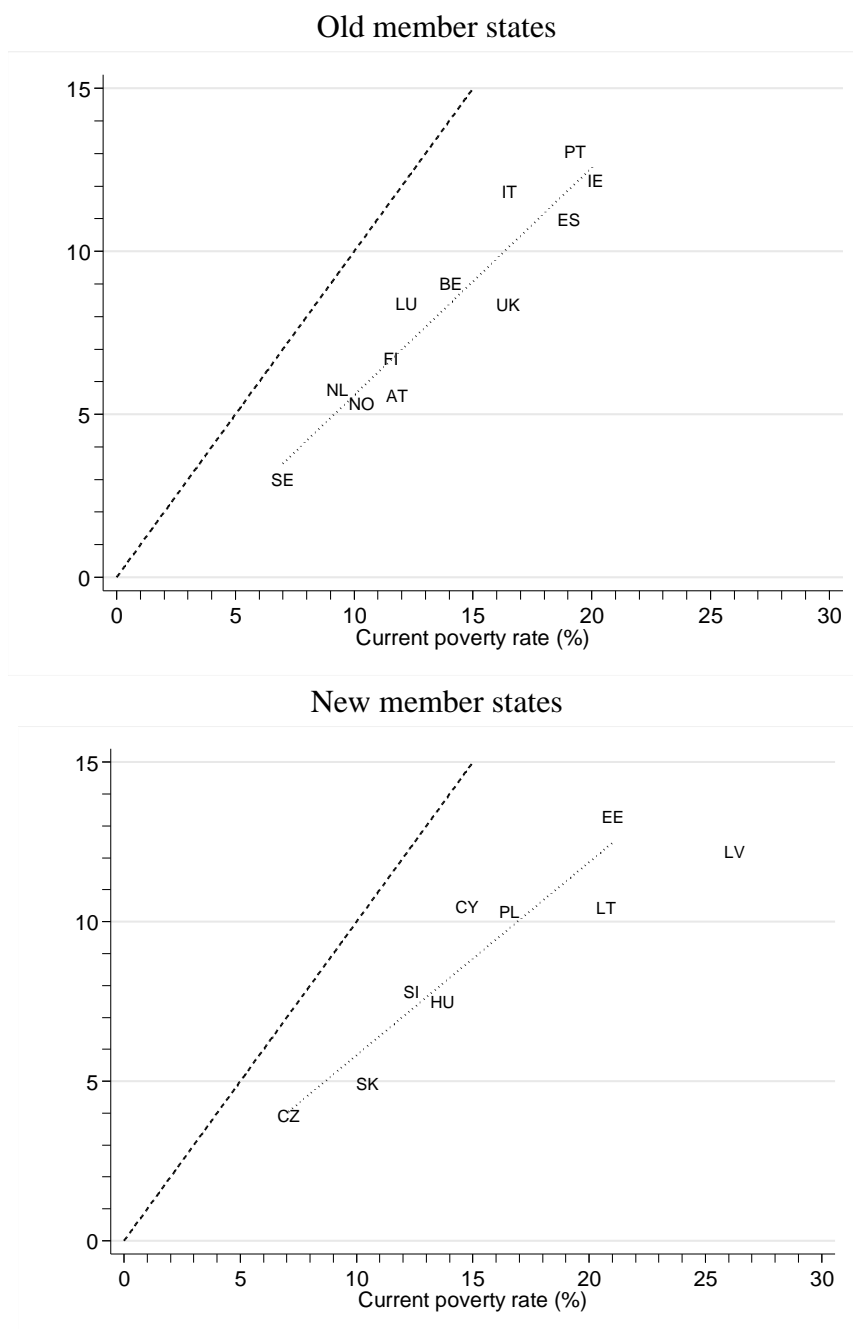 Old member states
15
PT
IT
IE
ES
10
BE
LU
UK
FI
NL
AT
NO
5
SE
0
0 5 10 15 20 25 30
Current poverty rate (%)
New member states
15
EE
LV
CY
PL
LT
10
SI
HU
5
SK
CZ
0
0 5 10 15 20 25 30
Current poverty rate (%)